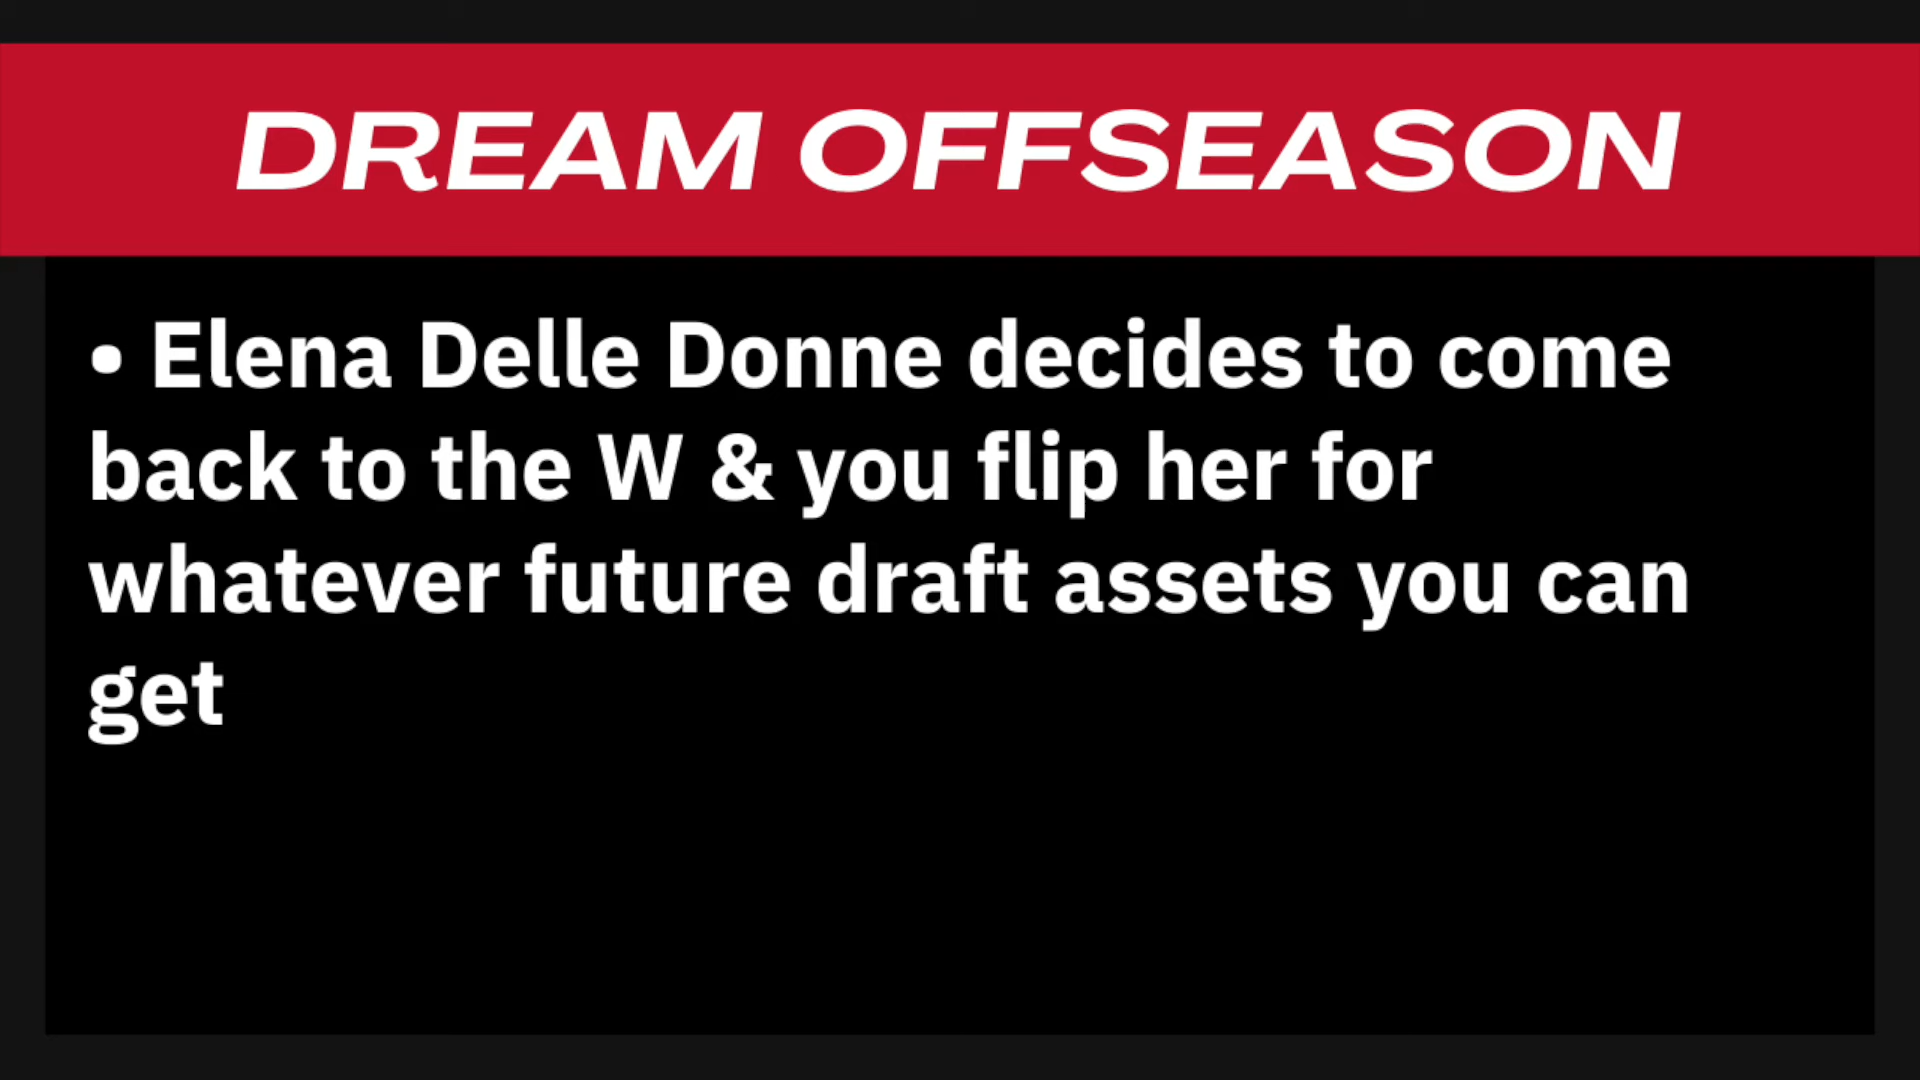 DREAM OFFSEASON
• Elena Delle Donne decides to come
back to the W & you flip her for
whatever future draft assets you can
get